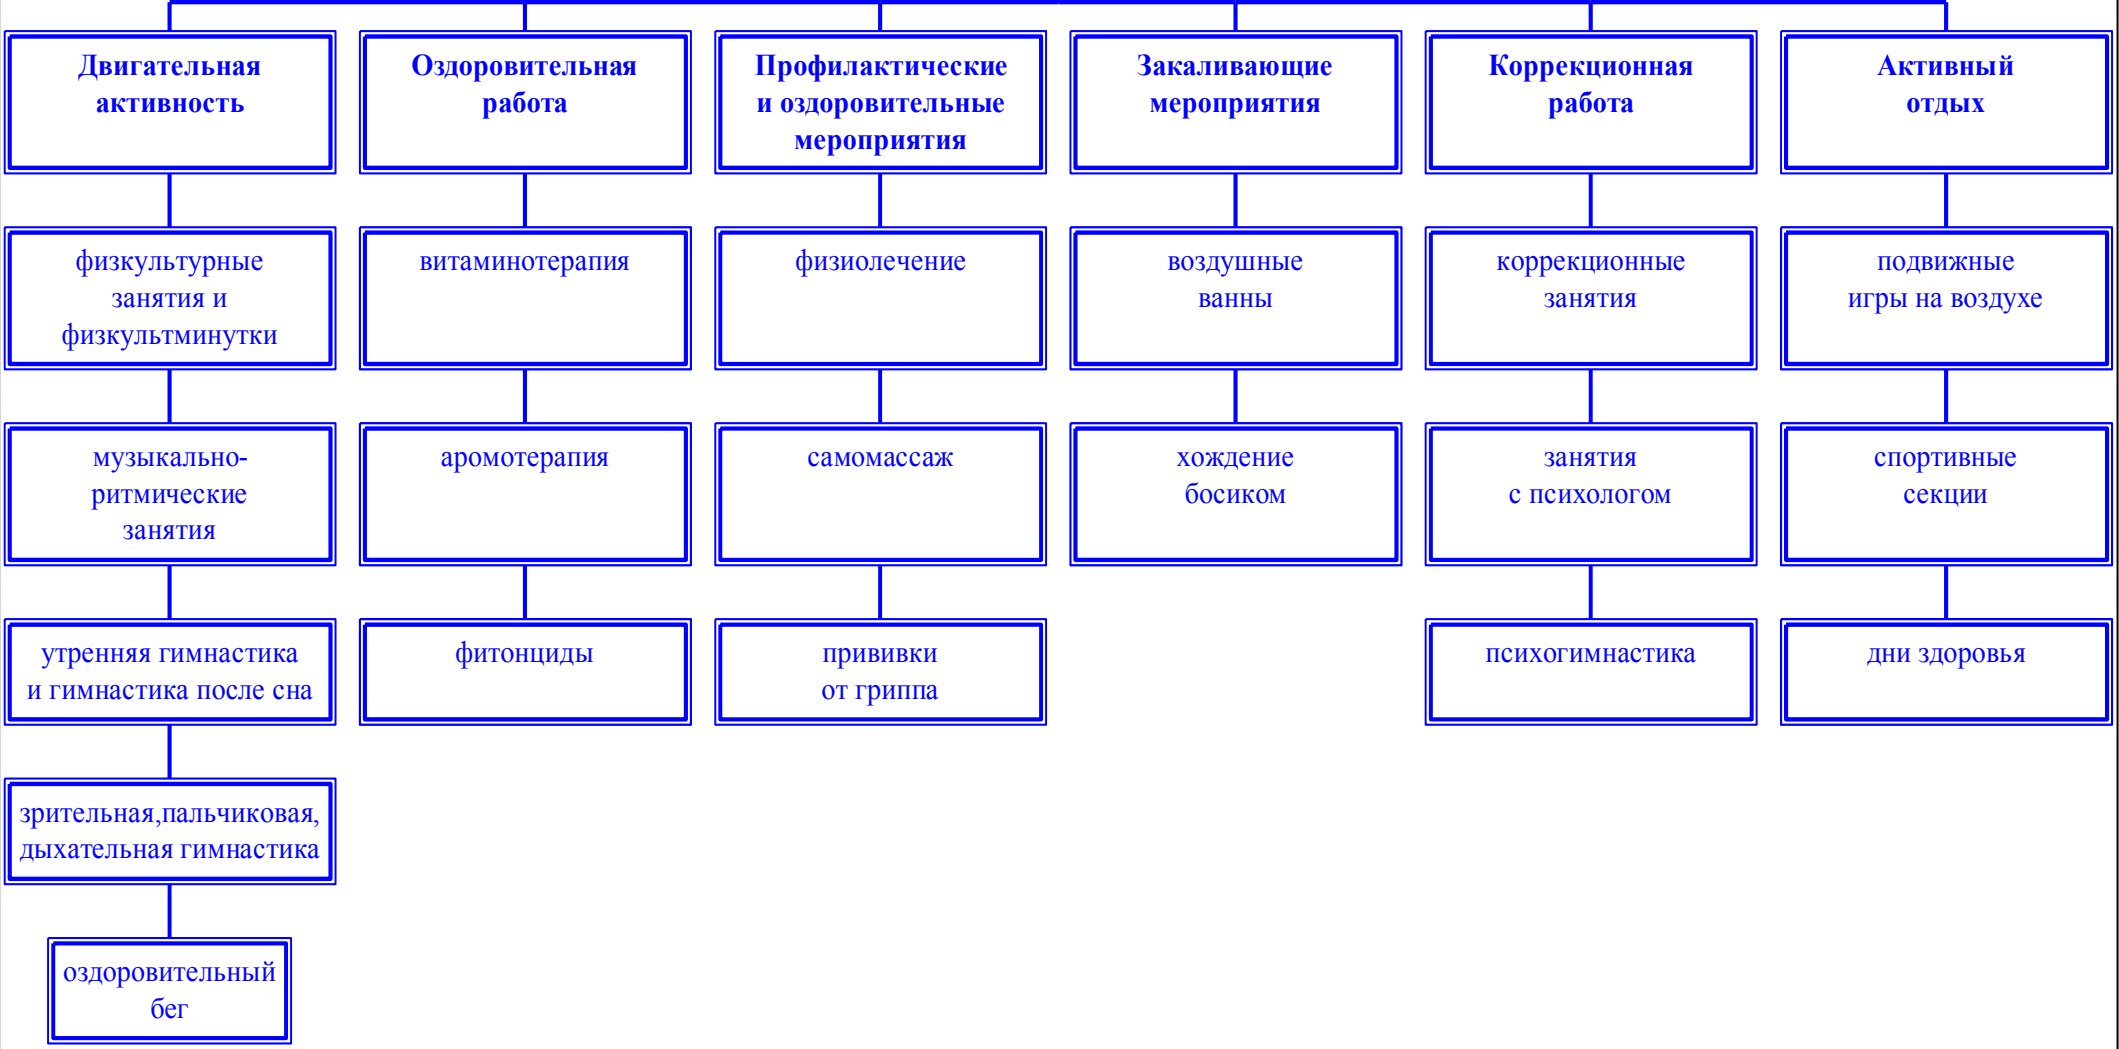 Двигательная
активность
Оздоровительная
работа
Профилактические
и оздоровительные
мероприятия
Закаливающие
мероприятия
Коррекционная
работа
Активный
отдых
физкультурные
занятия и
физкультминутки
витаминотерапия
физиолечение
воздушные
ванны
коррекционные
занятия
подвижные
игры на воздухе
музыкально-
ритмические
занятия
аромотерапия
самомассаж
хождение
босиком
занятия
с психологом
спортивные
секции
утренняя гимнастика
и гимнастика после сна
фитонциды
прививки
от гриппа
психогимнастика
дни здоровья
зрительная,пальчиковая,
дыхательная гимнастика
оздоровительный
бег